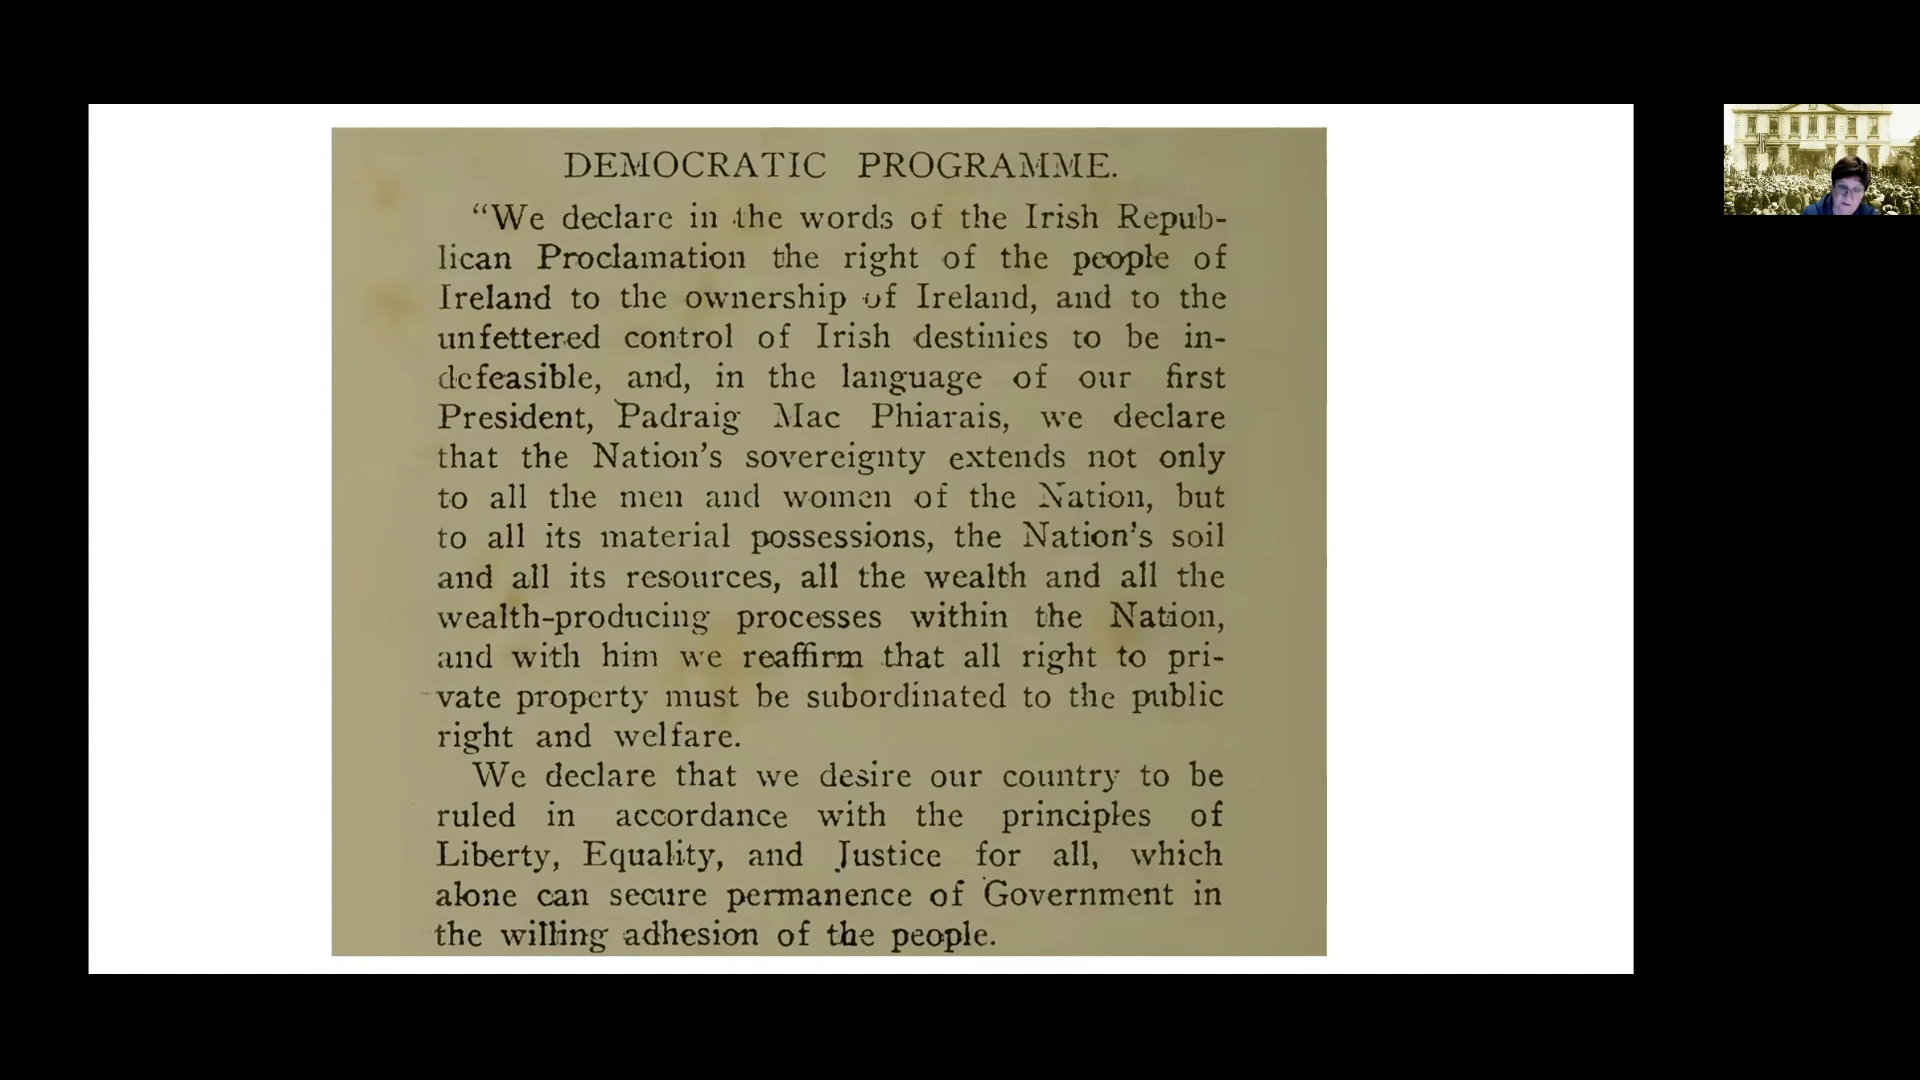 DEMOCRATIC PROGRAMME.
“We declare in the words of the Irish Repub-
lican Proclamation the right of the people of
Ireland to the ownership of Ireland, and to the
unfettered control of Irish destinies to be in-
defeasible, and, in the language of our first
President, Padraig Mac Phiarais, we declare
that the Nation’s sovereignty extends not only
to all the men and women of the Nation, but
to all its material possessions, the Nation’s soil
and all its resources, all the wealth and all the
wealth-producing processes within the Nation,
and with him we reaffirm that all right to pri-
vate property must be subordinated to the public
right and welfare.
We declare that we desire our country to be
ruled in accordance with the principles of
Liberty, Equality, and Justice for all, which
alone can secure permanence of Government in
the willing adhesion of the people.